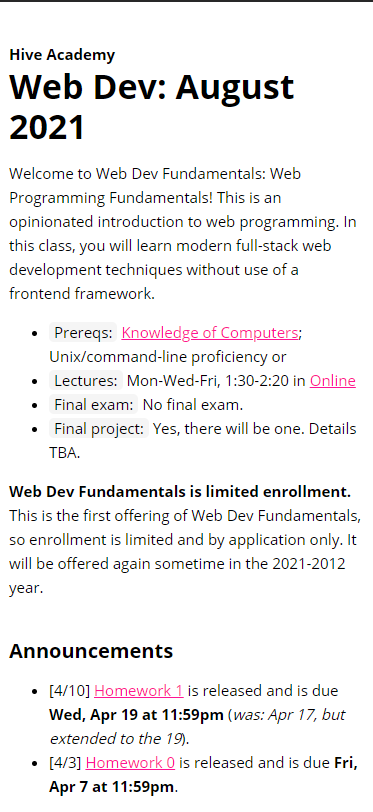 Hive Academy
Web Dev: August
2021
Welcome to Web Dev Fundamentals: Web
Programming Fundamentals! This is an
opinionated introduction to web programming. In
this class, you will learn modern full-stack web
development techniques without use of a
frontend framework.
• Prereqs: Knowledge of Computers;
Unix/command-line proficiency or
• Lectures: Mon-Wed-Fri, 1:30-2:20 in Online
• Final exam: No final exam.
• Final project: Yes, there will be one. Details
TBA.
Web Dev Fundamentals is limited enrollment.
This is the first offering of Web Dev Fundamentals,
so enrollment is limited and by application only. It
will be offered again sometime in the 2021-2012
year.
Announcements
• [4/10] Homework 1 is released and is due
Wed, Apr 19 at 11:59pm (was: Apr 17, but
extended to the 19).
• [4/3] Homework 0 is released and is due Fri,
Apr 7 at 11:59pm.